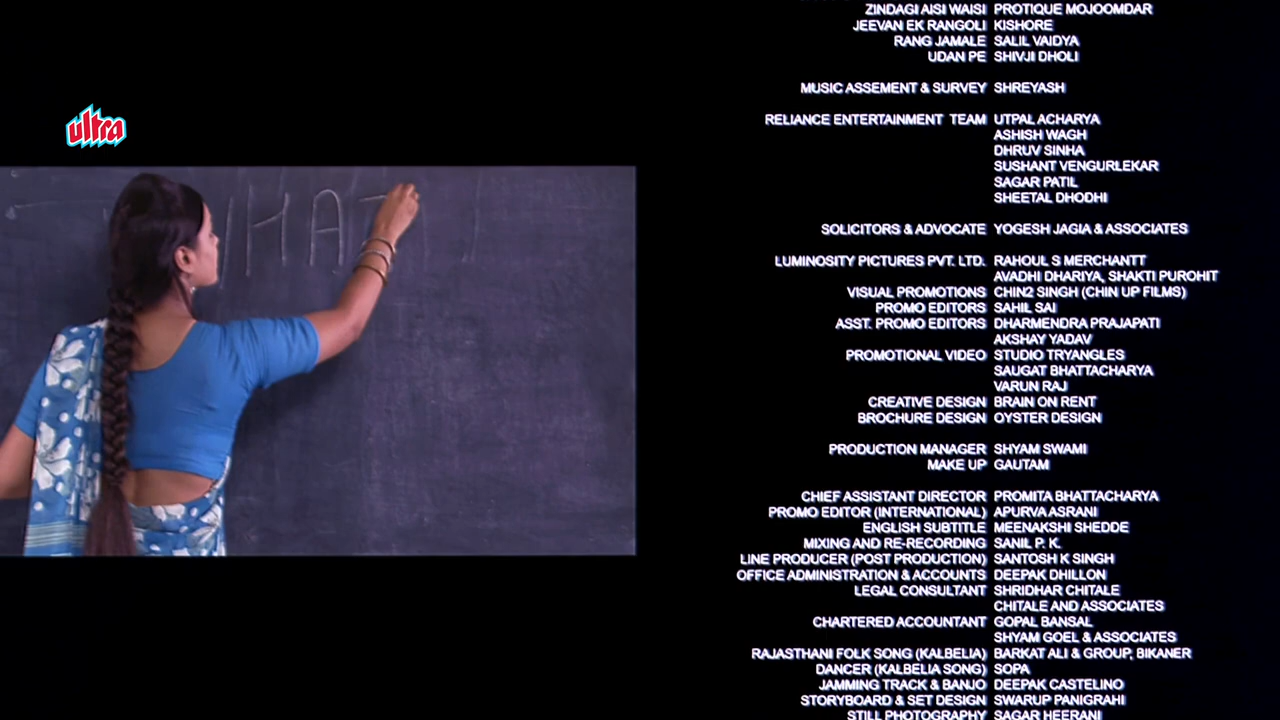 ultra
WHAT
ZINDAGI AISI WAISI PROTIQUE MOJOOMDAR
JEEVAN EK RANGOLI KISHORE
RANG JAMALE SALIL VAIDYA
UDAN PE SHIVJI DHOLI
MUSIC ASSEMENT & SURVEY SHREYASH
RELIANCE ENTERTAINMENT TEAM UTPAL ACHARYA
ASHISH WAGH
DHRUV SINHA
SUSHANT VENGURLEKAR
SAGAR PATIL
SHEETAL DHODHI
SOLICITORS & ADVOCATE YOGESH JAGIA & ASSOCIATES
LUMINOSITY PICTURES PVT. LTD. RAHOUL S MERCHANTT
AVADHI DHARIYA, SHAKTI PUROHIT
VISUAL PROMOTIONS CHIN2 SINGH (CHIN UP FILMS)
PROMO EDITORS SAHIL SAI
ASST. PROMO EDITORS DHARMENDRA PRAJAPATI
AKSHAY YADAV
PROMOTIONAL VIDEO STUDIO TRYANGLES
SAUGAT BHATTACHARYA
VARUN RAJ
CREATIVE DESIGN BRAIN ON RENT
BROCHURE DESIGN OYSTER DESIGN
PRODUCTION MANAGER SHYAM SWAMI
MAKE UP GAUTAM
CHIEF ASSISTANT DIRECTOR PROMITA BHATTACHARYA
PROMO EDITOR (INTERNATIONAL) APURVA ASRANI
ENGLISH SUBTITLE MEENAKSHI SHEDDE
MIXING AND RE-RECORDING SANIL P. K.
LINE PRODUCER (POST PRODUCTION) SANTOSH K SINGH
OFFICE ADMINISTRATION & ACCOUNTS DEEPAK DHILLON
LEGAL CONSULTANT SHRIDHAR CHITALE
CHITALE AND ASSOCIATES
CHARTERED ACCOUNTANT GOPAL BANSAL
SHYAM GOEL & ASSOCIATES
RAJASTHANI FOLK SONG (KALBELIA) BARKAT ALI & GROUP, BIKANER
DANCER (KALBELIA SONG) SOPA
JAMMING TRACK & BANJO DEEPAK CASTELINO
STORYBOARD & SET DESIGN SWARUP PANIGRAHI
STILL PHOTOGRAPHY SAGAR HEERANI